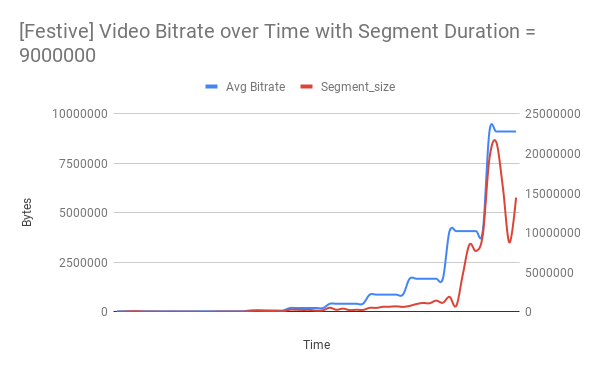 [Festive] Video Bitrate over Time with Segment Duration =
9000000
Avg Bitrate Segment_size
10000000 25000000
20000000
7500000
15000000
5000000
10000000
2500000
5000000
0 0
Bytes
Time